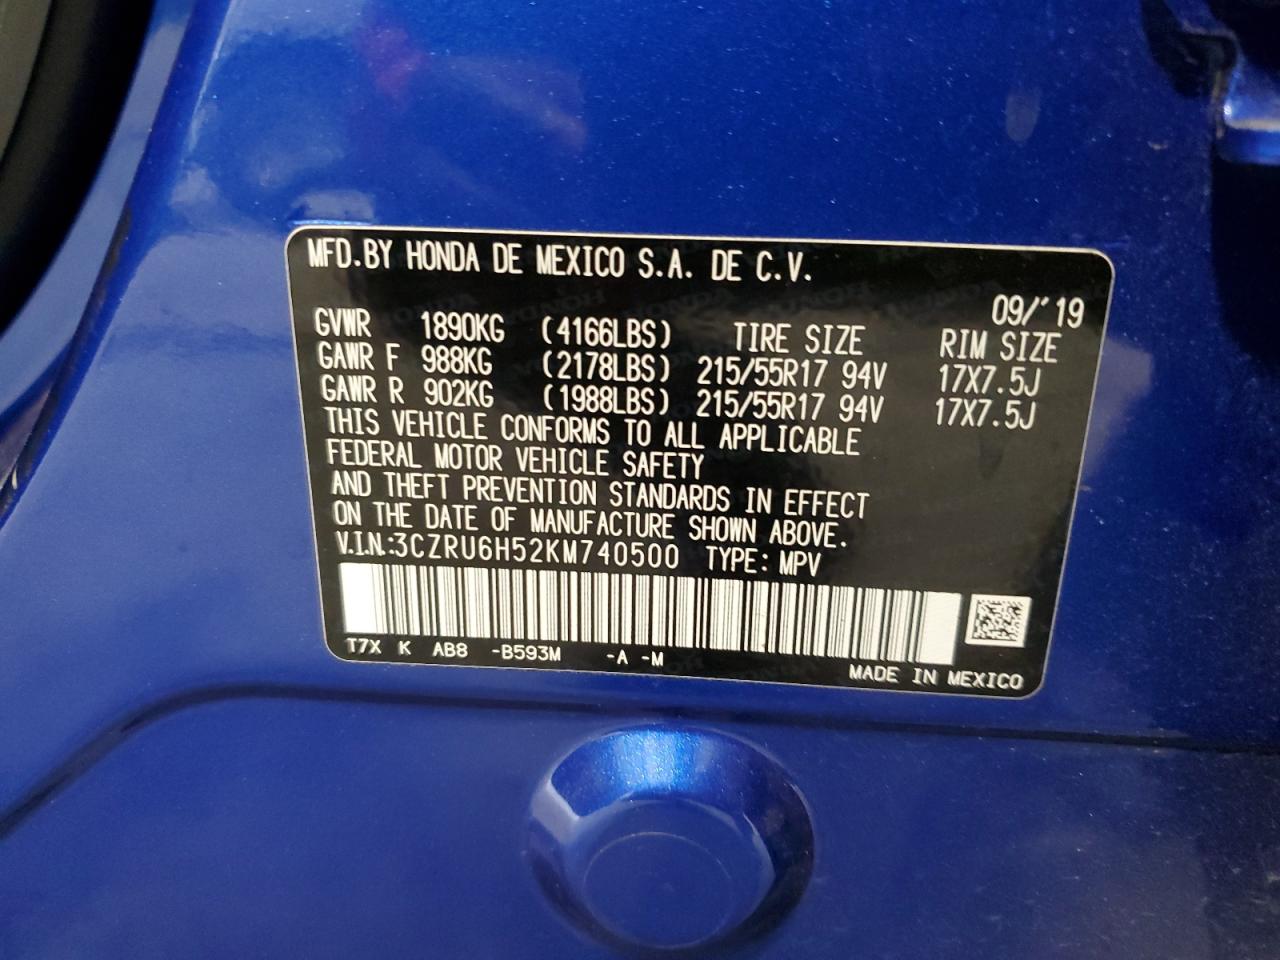 MFD.BY HONDA DE MEXICO S.A. DE C.V.
09/'19
GVWR 1890KG (4166LBS) TIRE SIZE RIM SIZE
GAWR F 988KG (2178LBS) 215/55R17 94V 17X7.5J
GAWR R 902KG (1988LBS) 215/55R17 94V 17X7.5J
THIS VEHICLE CONFORMS TO ALL APPLICABLE
FEDERAL MOTOR VEHICLE SAFETY
AND THEFT PREVENTION STANDARDS IN EFFECT
ON THE DATE OF MANUFACTURE SHOWN ABOVE.
V.I.N.:3CZRU6H52KM740500 TYPE: MPV
T7X K AB8 -B593M -A -M
MADE IN MEXICO